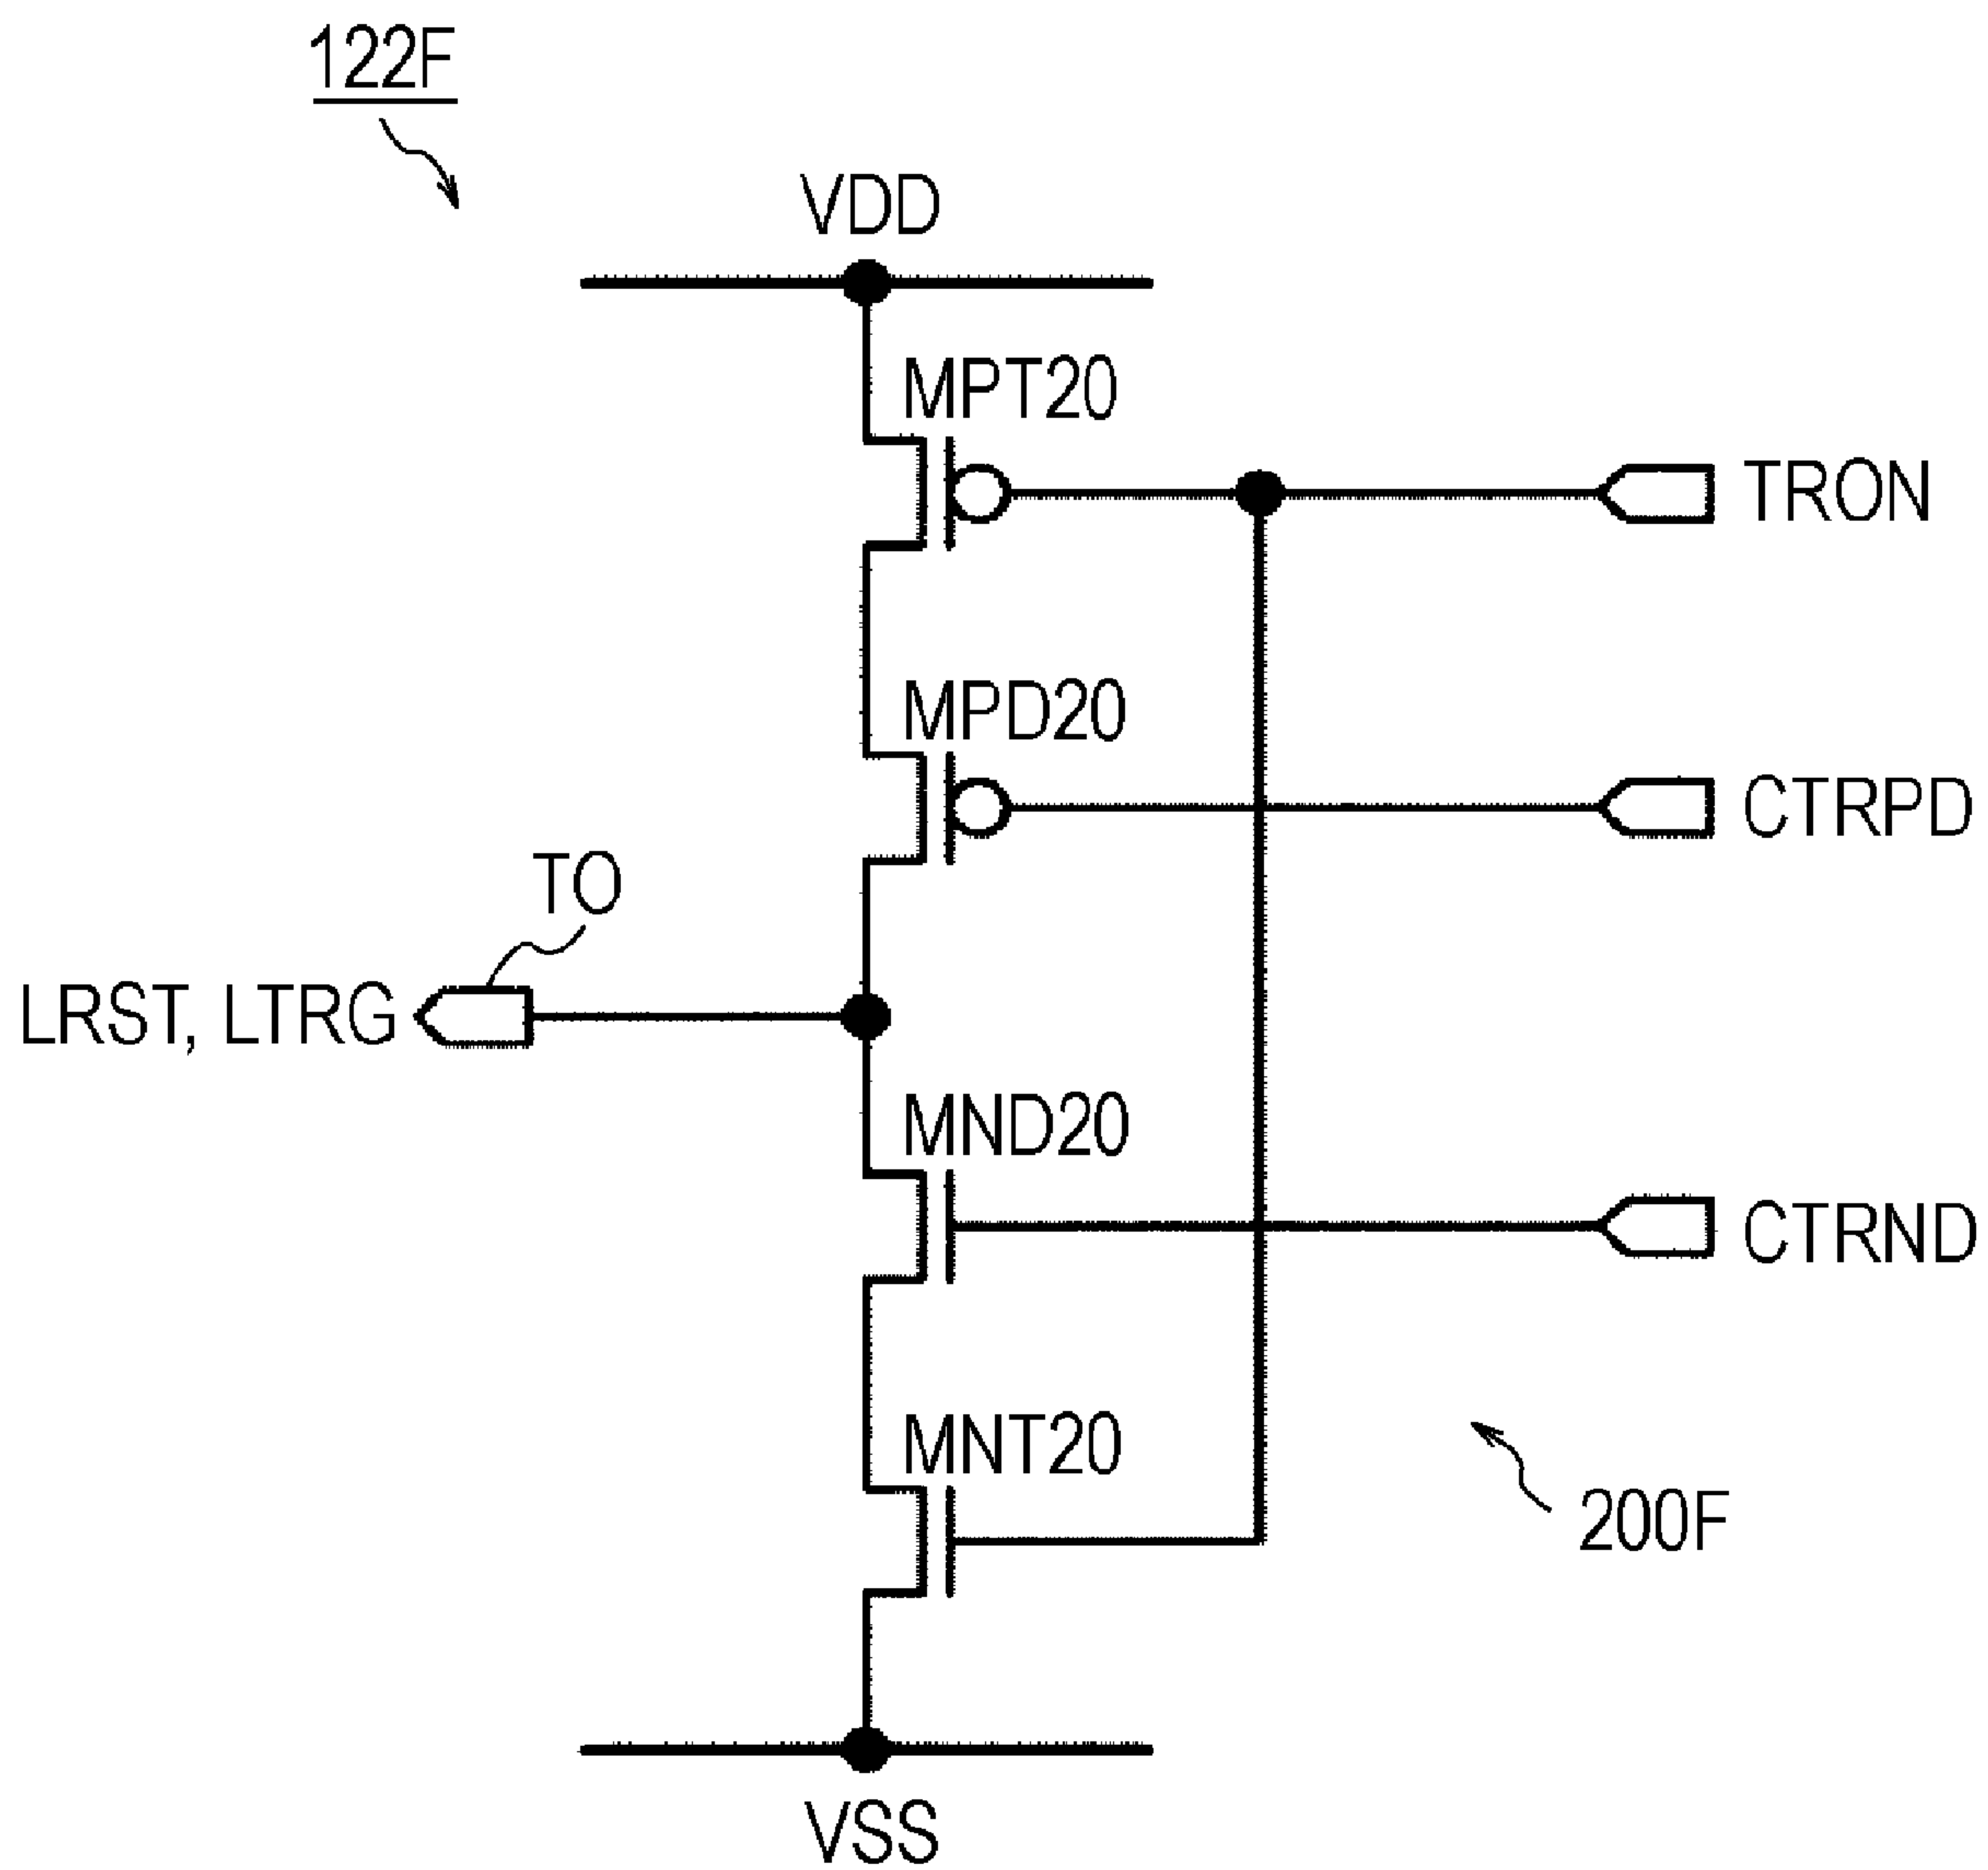 122F
VDD
MPT20
TRON
MPD20
CTRPD
TO
LRST, LTRG
MND20
CTRND
MNT20
200F
VSS